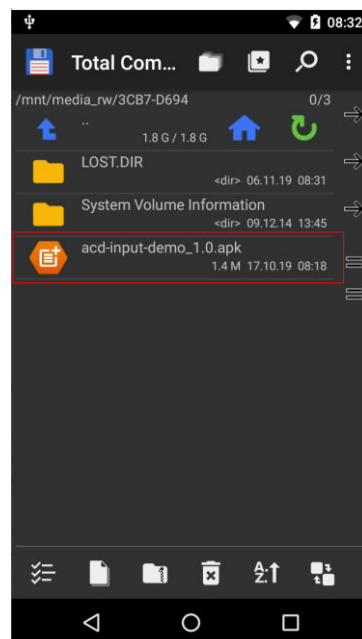 08:32
Total Com...
/mnt/media_rw/3CB7-D694 0/3
..
1.8 G / 1.8 G
LOST.DIR
<dir> 06.11.19 08:31
System Volume Information
<dir> 09.12.14 13:45
acd-input-demo_1.0.apk
1.4 M 17.10.19 08:18
A:
Z: